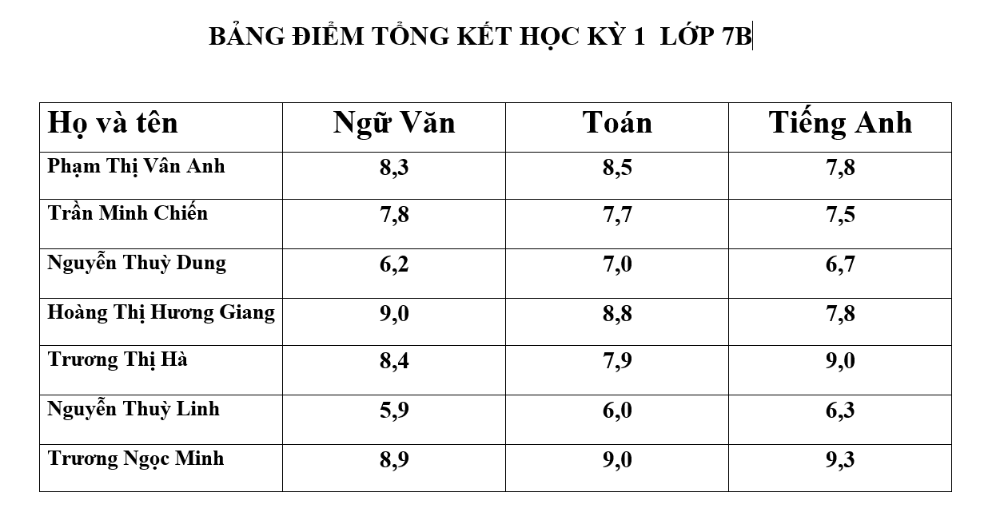 BẢNG ĐIỂM TỔNG KẾT HỌC KỲ 1 LỚP 7B
Họ và tên Ngữ Văn Toán Tiếng Anh
Phạm Thị Vân Anh 8,3 8,5 7,8
Trần Minh Chiến 7,8 7,7 7,5
Nguyễn Thuỳ Dung 6,2 7,0 6,7
Hoàng Thị Hương Giang 9,0 8,8 7,8
Trương Thị Hà 8,4 7,9 9,0
Nguyễn Thuỳ Linh 5,9 6,0 6,3
Trương Ngọc Minh 8,9 9,0 9,3